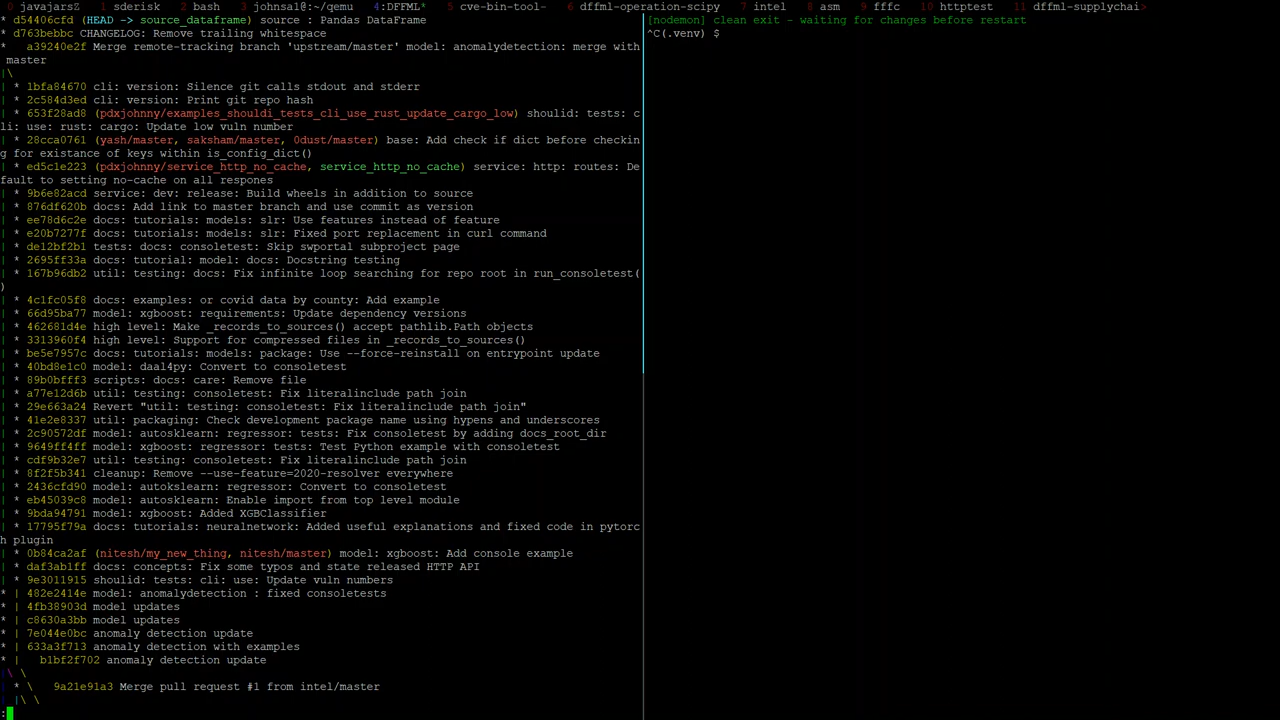 0 javajarsZ  1 sderisk  2 bash  3 johnsal@:~/qemu  4:DFFML*  5 cve-bin-tool-  6 dffml-operation-scipy  7 intel  8 asm  9 fffc  10 httptest  11 dffml-supplychai>
* d54406cfd (HEAD -> source_dataframe) source : Pandas DataFrame
* d763bebbc CHANGELOG: Remove trailing whitespace
*   a39240e2f Merge remote-tracking branch 'upstream/master' model: anomalydetection: merge with
 master
|\
| * 1bfa84670 cli: version: Silence git calls stdout and stderr
| * 2c584d3ed cli: version: Print git repo hash
| * 653f28ad8 (pdxjohnny/examples_shouldi_tests_cli_use_rust_update_cargo_low) shoulid: tests: c
li: use: rust: cargo: Update low vuln number
| * 28cca0761 (yash/master, saksham/master, 0dust/master) base: Add check if dict before checkin
g for existance of keys within is_config_dict()
| * ed5c1e223 (pdxjohnny/service_http_no_cache, service_http_no_cache) service: http: routes: De
fault to setting no-cache on all respones
| * 9b6e82acd service: dev: release: Build wheels in addition to source
| * 876df620b docs: Add link to master branch and use commit as version
| * ee78d6c2e docs: tutorials: models: slr: Use features instead of feature
| * e20b7277f docs: tutorials: models: slr: Fixed port replacement in curl command
| * de12bf2b1 tests: docs: consoletest: Skip swportal subproject page
| * 2695ff33a docs: tutorial: model: docs: Docstring testing
| * 167b96db2 util: testing: docs: Fix infinite loop searching for repo root in run_consoletest(
)
| * 4c1fc05f8 docs: examples: or covid data by county: Add example
| * 66d95ba77 model: xgboost: requirements: Update dependency versions
| * 462681d4e high level: Make _records_to_sources() accept pathlib.Path objects
| * 3313960f4 high level: Support for compressed files in _records_to_sources()
| * be5e7957c docs: tutorials: models: package: Use --force-reinstall on entrypoint update
| * 40bd8e1c0 model: daal4py: Convert to consoletest
| * 89b0bfff3 scripts: docs: care: Remove file
| * a77e12d6b util: testing: consoletest: Fix literalinclude path join
| * 29e663a24 Revert "util: testing: consoletest: Fix literalinclude path join"
| * 41e2e8337 util: packaging: Check development package name using hypens and underscores
| * 2c90572df model: autosklearn: regressor: tests: Fix consoletest by adding docs_root_dir
| * 9649ff4ff model: xgboost: regressor: tests: Test Python example with consoletest
| * cdf9b32e7 util: testing: consoletest: Fix literalinclude path join
| * 8f2f5b341 cleanup: Remove --use-feature=2020-resolver everywhere
| * 2436cfd90 model: autokslearn: regressor: Convert to consoletest
| * eb45039c8 model: autosklearn: Enable import from top level module
| * 9bda94791 model: xgboost: Added XGBClassifier
| * 17795f79a docs: tutorials: neuralnetwork: Added useful explanations and fixed code in pytorc
h plugin
| * 0b84ca2af (nitesh/my_new_thing, nitesh/master) model: xgboost: Add console example
| * daf3ab1ff docs: concepts: Fix some typos and state released HTTP API
| * 9e3011915 shoulid: tests: cli: use: Update vuln numbers
* | 482e2414e model: anomalydetection : fixed consoletests
* | 4fb38903d model updates
* | c8630a3bb model updates
* | 7e044e0bc anomaly detection update
* | 633a3f713 anomaly detection with examples
* |   b1bf2f702 anomaly detection update
|\ \
| * \   9a21e91a3 Merge pull request #1 from intel/master
| |\ \
:
[nodemon] clean exit - waiting for changes before restart
^C(.venv) $